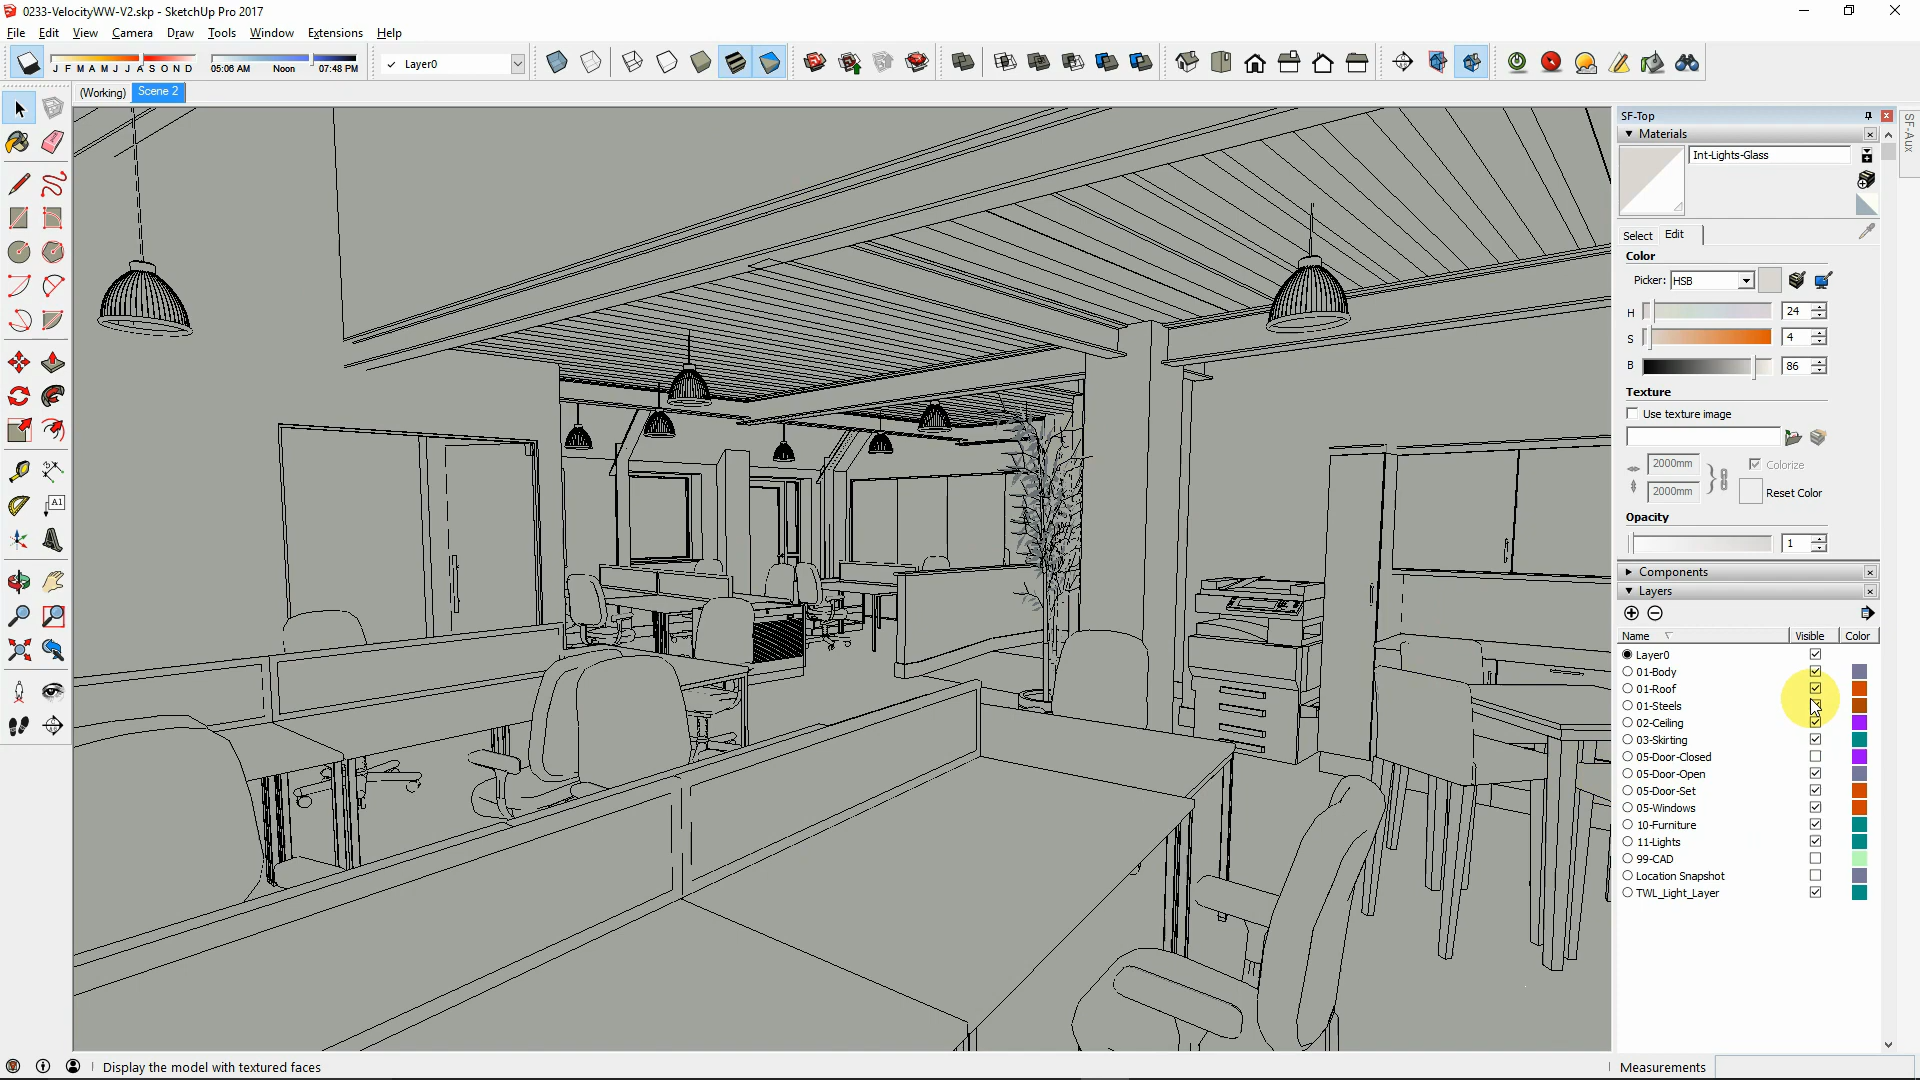 0233-VelocityWW-V2.skp - SketchUp Pro 2017
File Edit View Camera Draw Tools Window Extensions Help
J F M A M J J A S O N D
05:06 AM Noon 07:48 PM
Layer0
(Working) Scene 2
SF-Top
SF-Aux
Materials
Int-Lights-Glass
Select Edit
Color
Picker: HSB
H 24
S 4
B 86
Texture
Use texture image
2000mm Colorize
2000mm Reset Color
Opacity
1
Components
Layers
Name Visible Color
Layer0
01-Body
01-Roof
01-Steels
02-Ceiling
03-Skirting
05-Door-Closed
05-Door-Open
05-Door-Set
05-Windows
10-Furniture
11-Lights
99-CAD
Location Snapshot
TWL_Light_Layer
A1
Display the model with textured faces
Measurements